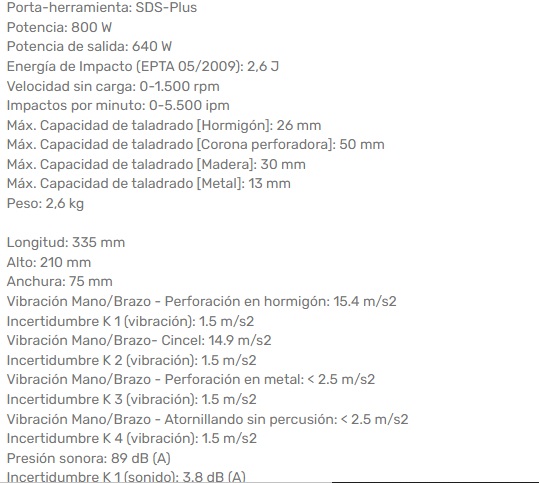 Porta-herramienta: SDS-Plus
Potencia: 800 W
Potencia de salida: 640 W
Energía de Impacto (EPTA 05/2009): 2,6 J
Velocidad sin carga: 0-1.500 rpm
Impactos por minuto: 0-5.500 ipm
Máx. Capacidad de taladrado [Hormigón]: 26 mm
Máx. Capacidad de taladrado [Corona perforadora]: 50 mm
Máx. Capacidad de taladrado [Madera]: 30 mm
Máx. Capacidad de taladrado [Metal]: 13 mm
Peso: 2,6 kg
Longitud: 335 mm
Alto: 210 mm
Anchura: 75 mm
Vibración Mano/Brazo - Perforación en hormigón: 15.4 m/s2
Incertidumbre K 1 (vibración): 1.5 m/s2
Vibración Mano/Brazo- Cincel: 14.9 m/s2
Incertidumbre K 2 (vibración): 1.5 m/s2
Vibración Mano/Brazo - Perforación en metal: < 2.5 m/s2
Incertidumbre K 3 (vibración): 1.5 m/s2
Vibración Mano/Brazo - Atornillando sin percusión: < 2.5 m/s2
Incertidumbre K 4 (vibración): 1.5 m/s2
Presión sonora: 89 dB (A)
Incertidumbre K 1 (sonido): 3.8 dB (A)